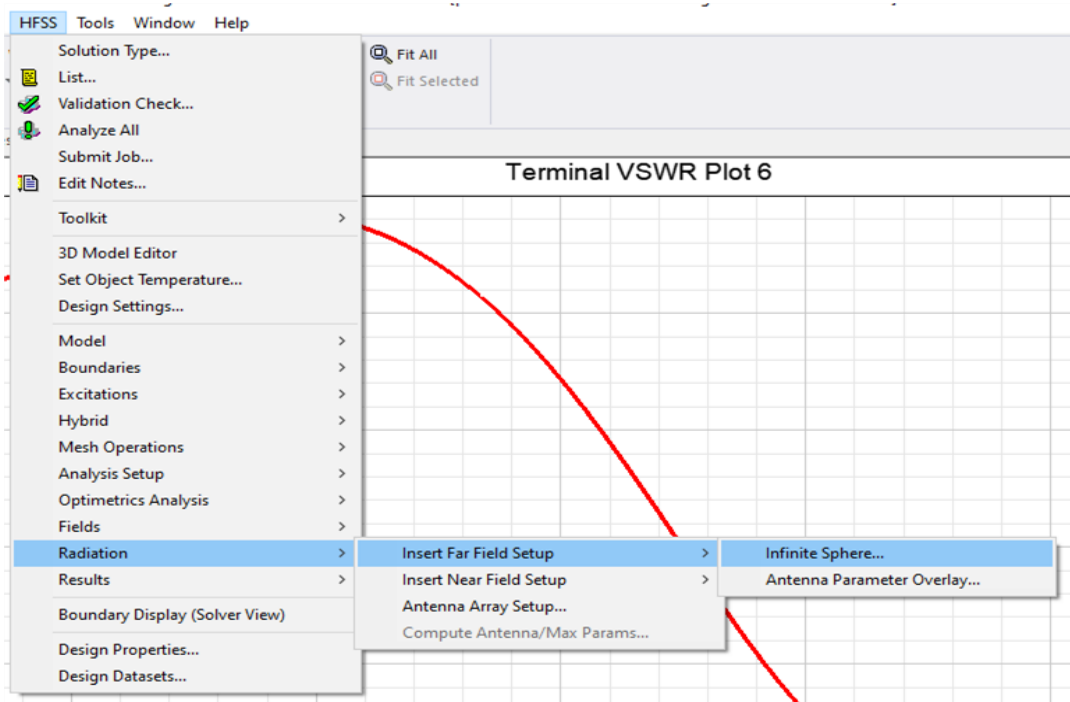 HFSS Tools Window Help
Solution Type...
List...
Validation Check...
Analyze All
Submit Job...
Edit Notes...
Toolkit
3D Model Editor
Set Object Temperature...
Design Settings...
Model
Boundaries
Excitations
Hybrid
Mesh Operations
Analysis Setup
Optimetrics Analysis
Fields
Radiation
Results
Boundary Display (Solver View)
Design Properties...
Design Datasets...
Fit All
Fit Selected
Terminal VSWR Plot 6
Insert Far Field Setup
Insert Near Field Setup
Antenna Array Setup...
Compute Antenna/Max Params...
Infinite Sphere...
Antenna Parameter Overlay...